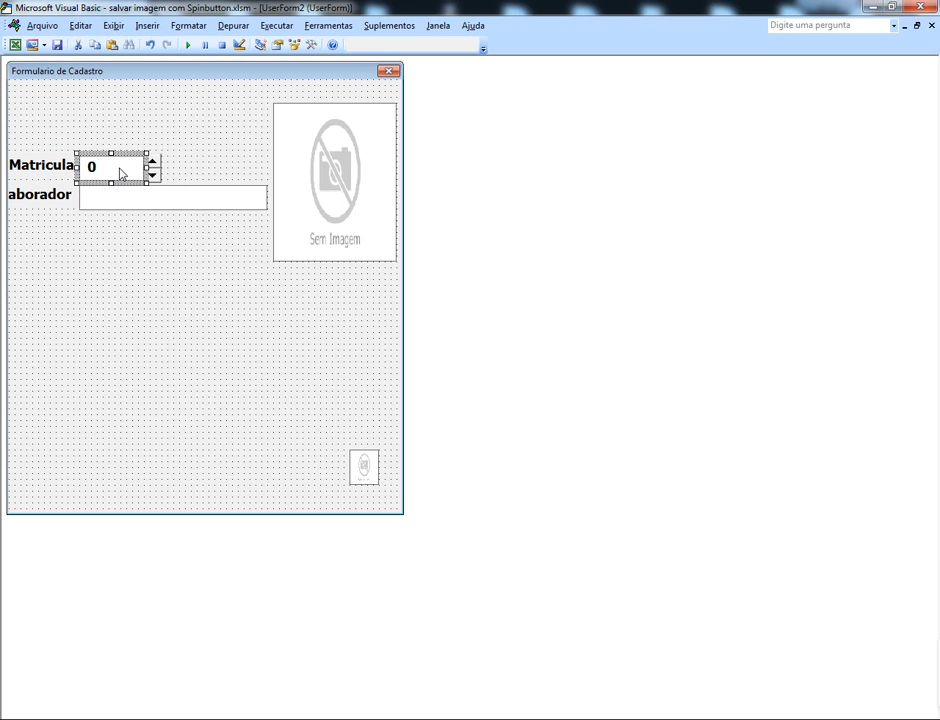 Microsoft Visual Basic - salvar imagem com Spinbutton.xlsm - [UserForm2 (UserForm)]
Arquivo Editar Exibir Inserir Formatar Depurar Executar Ferramentas Suplementos Janela Ajuda
Digite uma pergunta
Formulario de Cadastro
Matricula 0
aborador
Sem Imagem